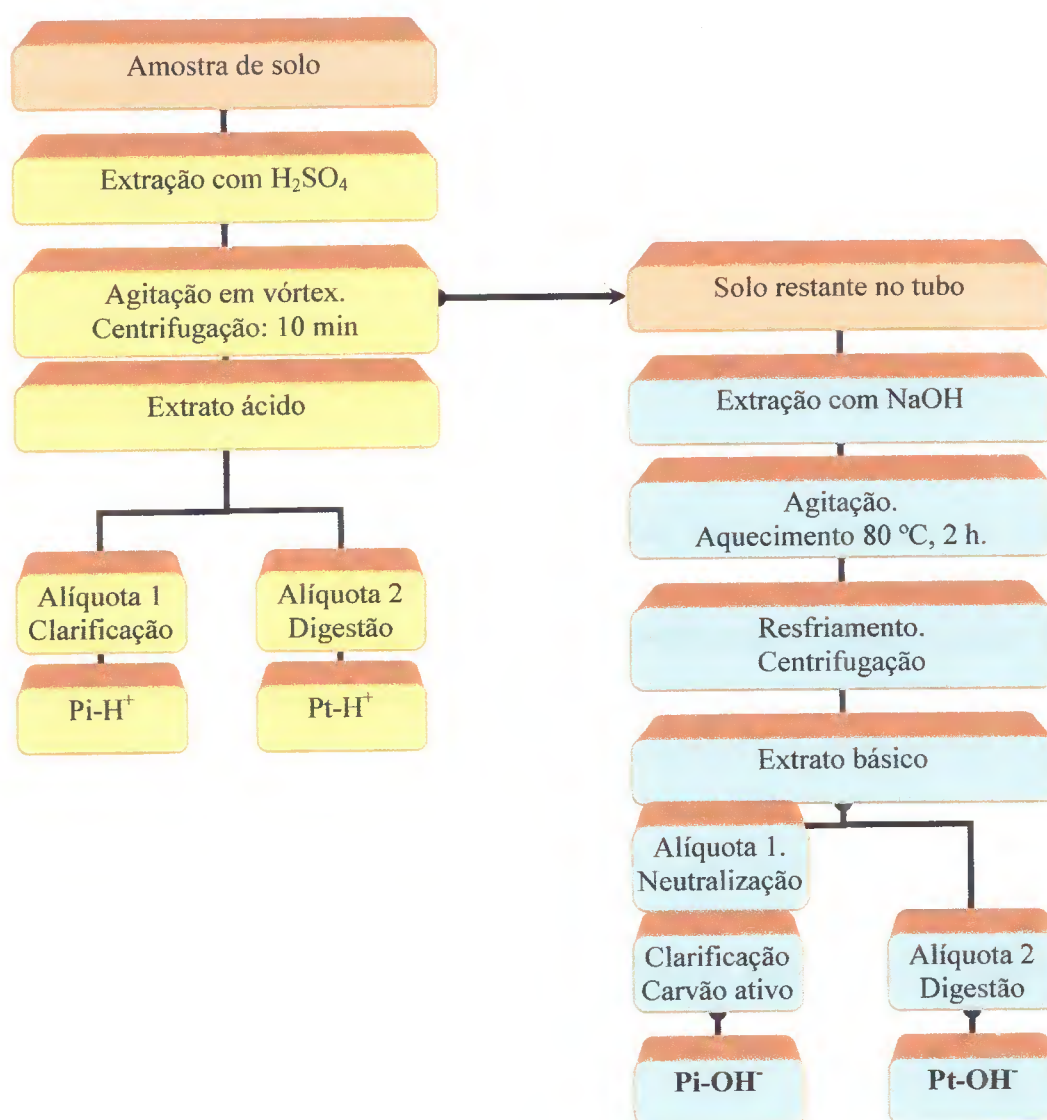 Amostra de solo
Extração com H₂SO₄
Agitação em vórtex.
Centrifugação: 10 min
Extrato ácido
Alíquota 1
Clarificação
Alíquota 2
Digestão
Pi-H⁺
Pt-H⁺
Solo restante no tubo
Extração com NaOH
Agitação.
Aquecimento 80 ºC, 2 h.
Resfriamento.
Centrifugação
Extrato básico
Alíquota 1.
Neutralização
Clarificação
Carvão ativo
Alíquota 2
Digestão
Pi-OH⁻
Pt-OH⁻